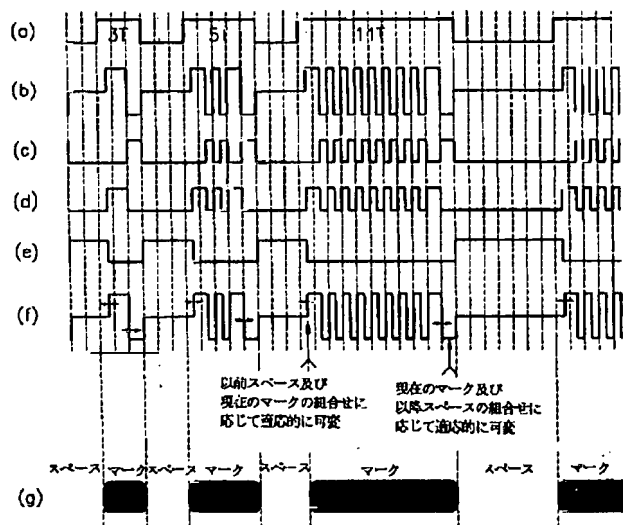 (a)
3T
5T
11T
(b)
(c)
(d)
(e)
(f)
以前スペース及び
現在のマークの組合せに
応じて適応的に可変
現在のマーク及び
以降スペースの組合せに
応じて適応的に可変
スペース マーク スペース マーク スペース マーク スペース マーク
(g)